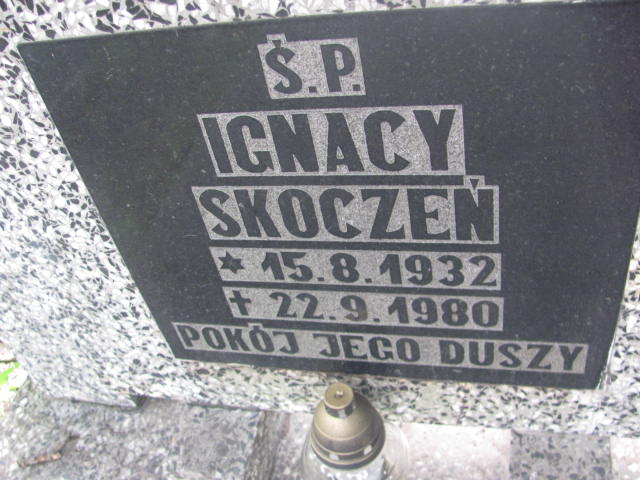 Ś.P.
IGNACY
SKOCZEŃ
* 15.8.1932
† 22.9.1980
POKÓJ JEGO DUSZY